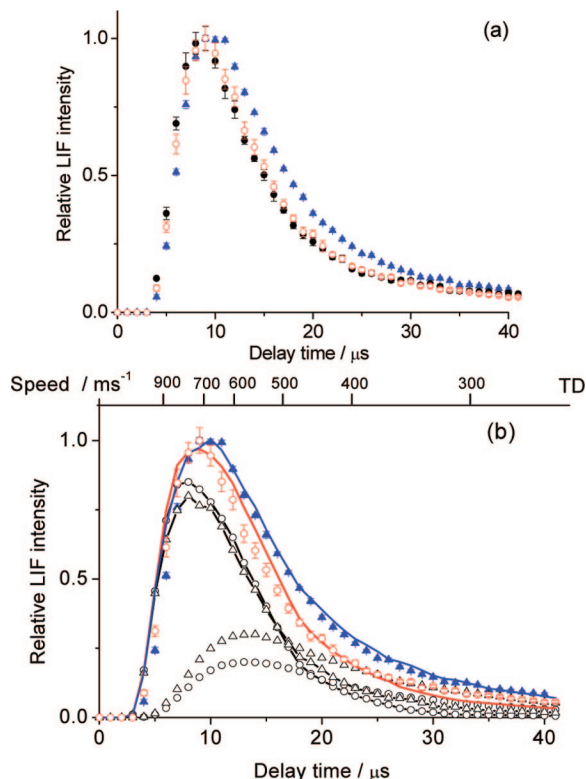 (a)
Relative LIF intensity
1.0
0.5
0.0
0 10 20 30 40
Delay time / μs
Speed / ms⁻¹ 900 700 600 500 400 300 TD
(b)
Relative LIF intensity
1.0
0.5
0.0
0 10 20 30 40
Delay time / μs